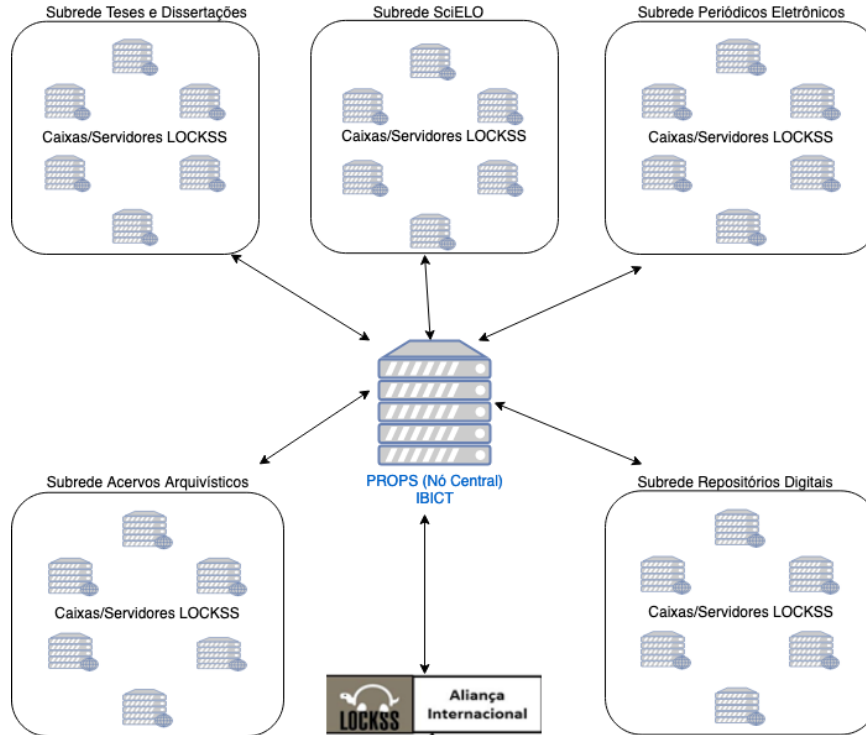 Subrede Teses e Dissertações
Caixas/Servidores LOCKSS
Subrede SciELO
Caixas/Servidores LOCKSS
Subrede Periódicos Eletrônicos
Caixas/Servidores LOCKSS
PROPS (Nó Central)
IBICT
Subrede Acervos Arquivísticos
Caixas/Servidores LOCKSS
Subrede Repositórios Digitais
Caixas/Servidores LOCKSS
LOCKSS
Aliança
Internacional